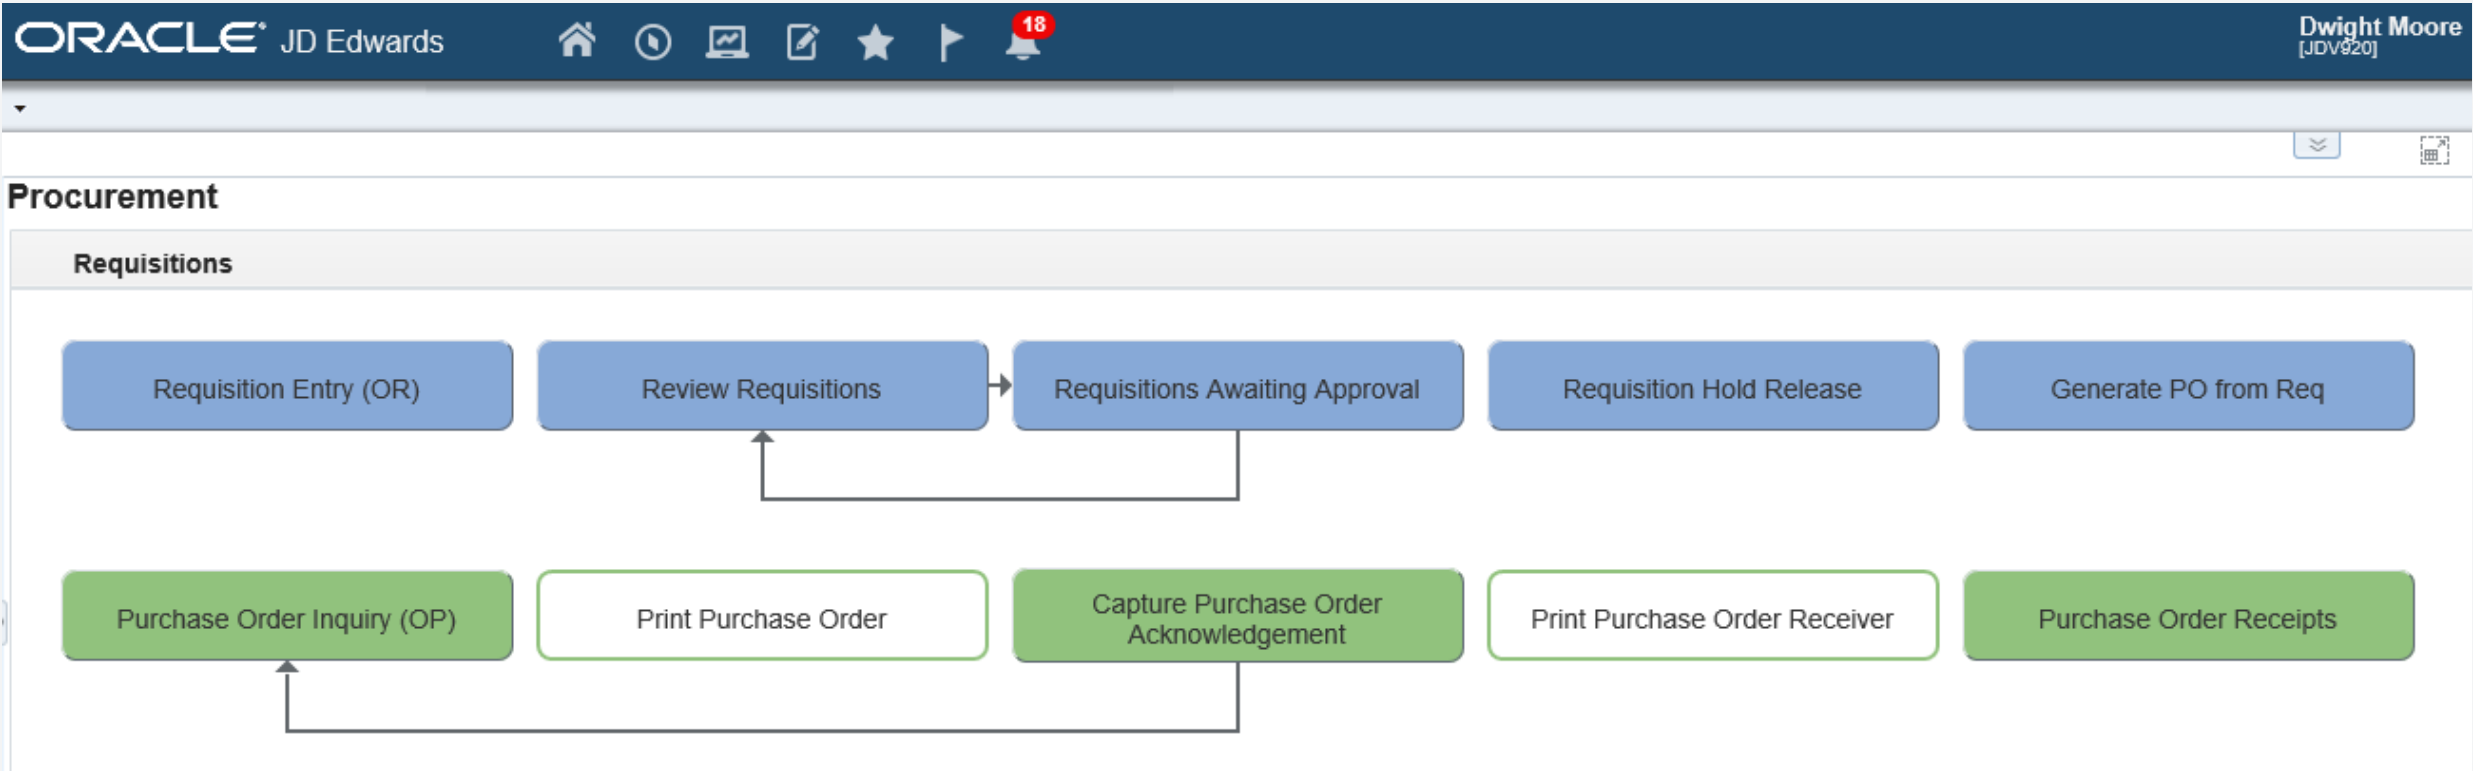 ORACLE JD Edwards
18
Dwight Moore
[JDV920]
Procurement
Requisitions
Requisition Entry (OR)
Review Requisitions
Requisitions Awaiting Approval
Requisition Hold Release
Generate PO from Req
Purchase Order Inquiry (OP)
Print Purchase Order
Capture Purchase Order
Acknowledgement
Print Purchase Order Receiver
Purchase Order Receipts